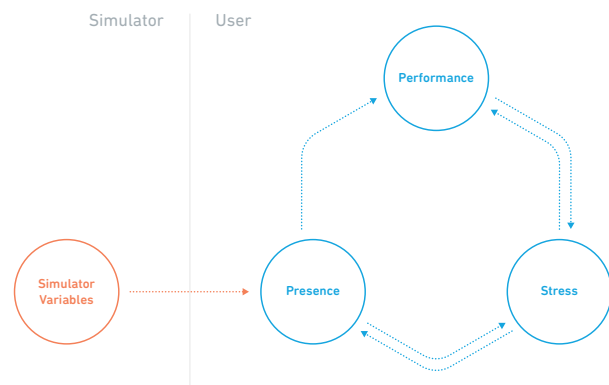 Simulator
User
Performance
Simulator
Variables
Presence
Stress